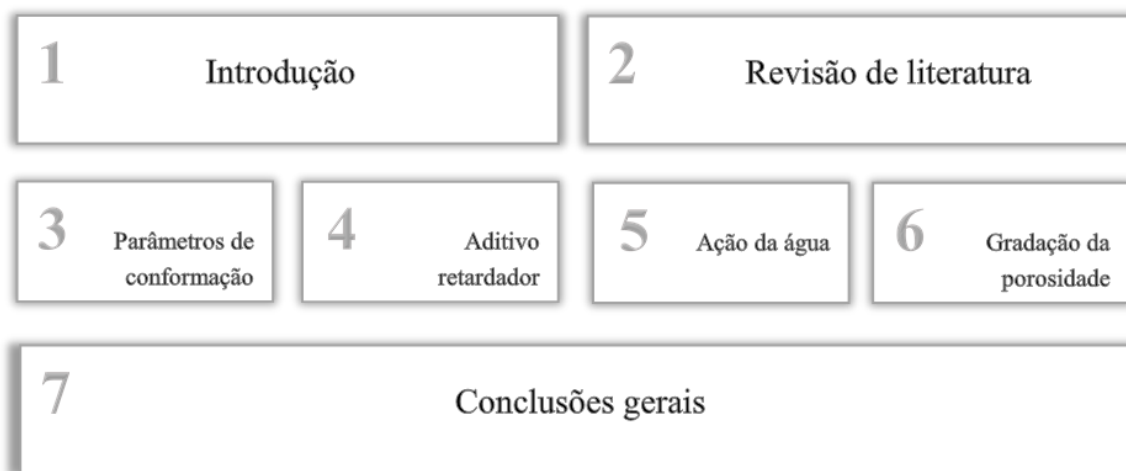 1 Introdução
2 Revisão de literatura
3 Parâmetros de
conformação
4 Aditivo
retardador
5 Ação da água
6 Gradação da
porosidade
7 Conclusões gerais